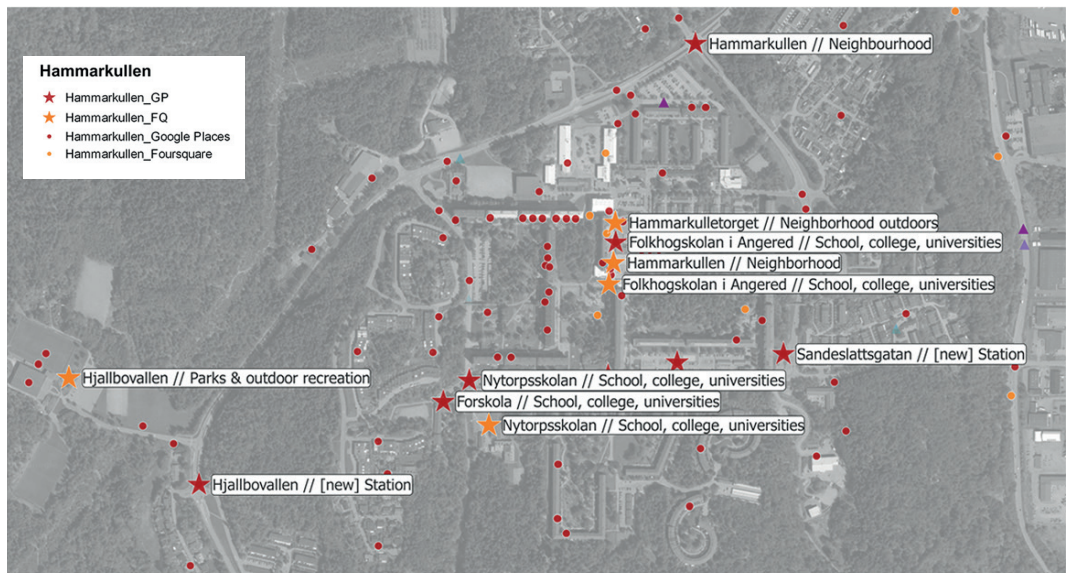 Hammarkullen
Hammarkullen_GP
Hammarkullen_FQ
Hammarkullen_Google Places
Hammarkullen_Foursquare
Hammarkullen // Neighbourhood
Hammarkulletorget // Neighborhood outdoors
Folkhogskolan i Angered // School, college, universities
Hammarkullen // Neighborhood
Folkhogskolan i Angered // School, college, universities
Sandeslattsgatan // [new] Station
Hjallbovallen // Parks & outdoor recreation
Nytorpsskolan // School, college, universities
Forskola // School, college, universities
Nytorpsskolan // School, college, universities
Hjallbovallen // [new] Station